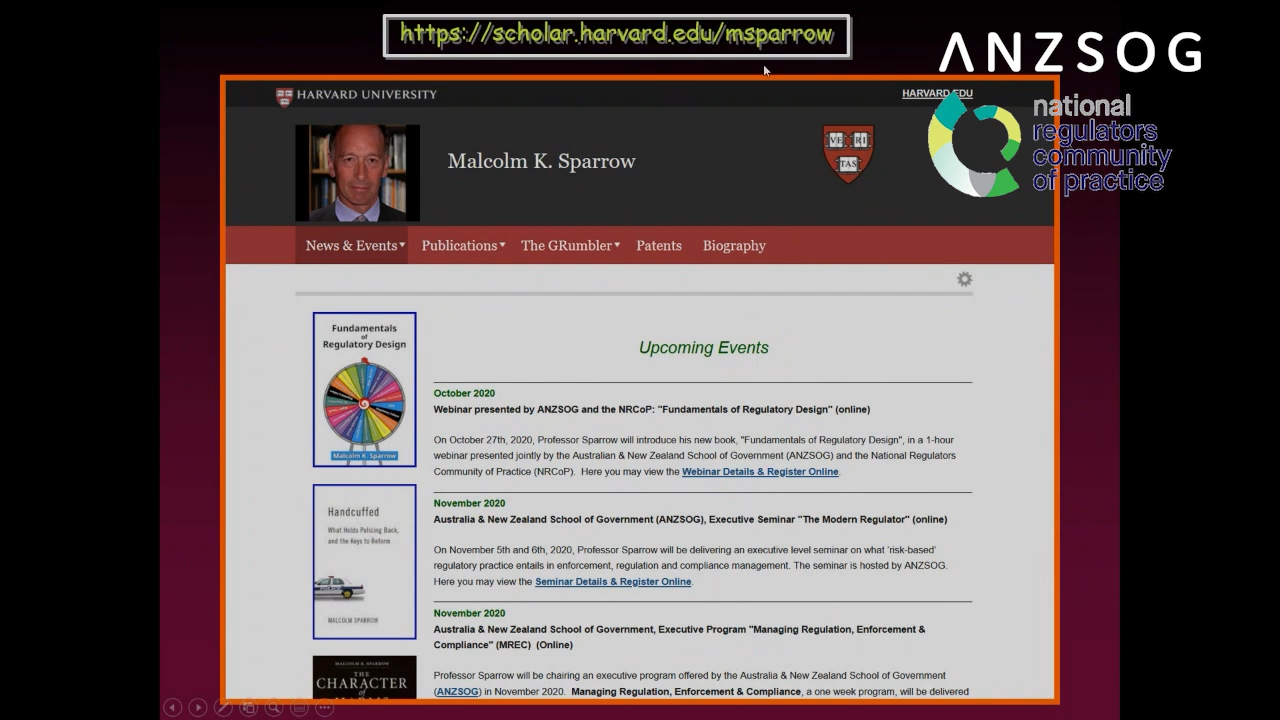 https://scholar.harvard.edu/msparrow
ANZSOG
HARVARD UNIVERSITY
HARVARD.EDU
national
regulators
community
of practice
Malcolm K. Sparrow
VE RI
TAS
News & Events
Publications
The GRumbler
Patents
Biography
Fundamentals
of
Regulatory Design
Malcolm K. Sparrow
Upcoming Events
October 2020
Webinar presented by ANZSOG and the NRCoP: "Fundamentals of Regulatory Design" (online)
On October 27th, 2020, Professor Sparrow will introduce his new book, "Fundamentals of Regulatory Design", in a 1-hour
webinar presented jointly by the Australian & New Zealand School of Government (ANZSOG) and the National Regulators
Community of Practice (NRCoP). Here you may view the Webinar Details & Register Online.
November 2020
Australia & New Zealand School of Government (ANZSOG), Executive Seminar "The Modern Regulator" (online)
On November 5th and 6th, 2020, Professor Sparrow will be delivering an executive level seminar on what 'risk-based'
regulatory practice entails in enforcement, regulation and compliance management. The seminar is hosted by ANZSOG.
Here you may view the Seminar Details & Register Online.
Handcuffed
What Holds Policing Back,
and the Keys to Reform
MALCOLM SPARROW
November 2020
Australia & New Zealand School of Government, Executive Program "Managing Regulation, Enforcement &
Compliance" (MREC) (Online)
Professor Sparrow will be chairing an executive program offered by the Australia & New Zealand School of Government
(ANZSOG) in November 2020. Managing Regulation, Enforcement & Compliance, a one week program, will be delivered
MALCOLM K. SPARROW
THE
CHARACTER
of